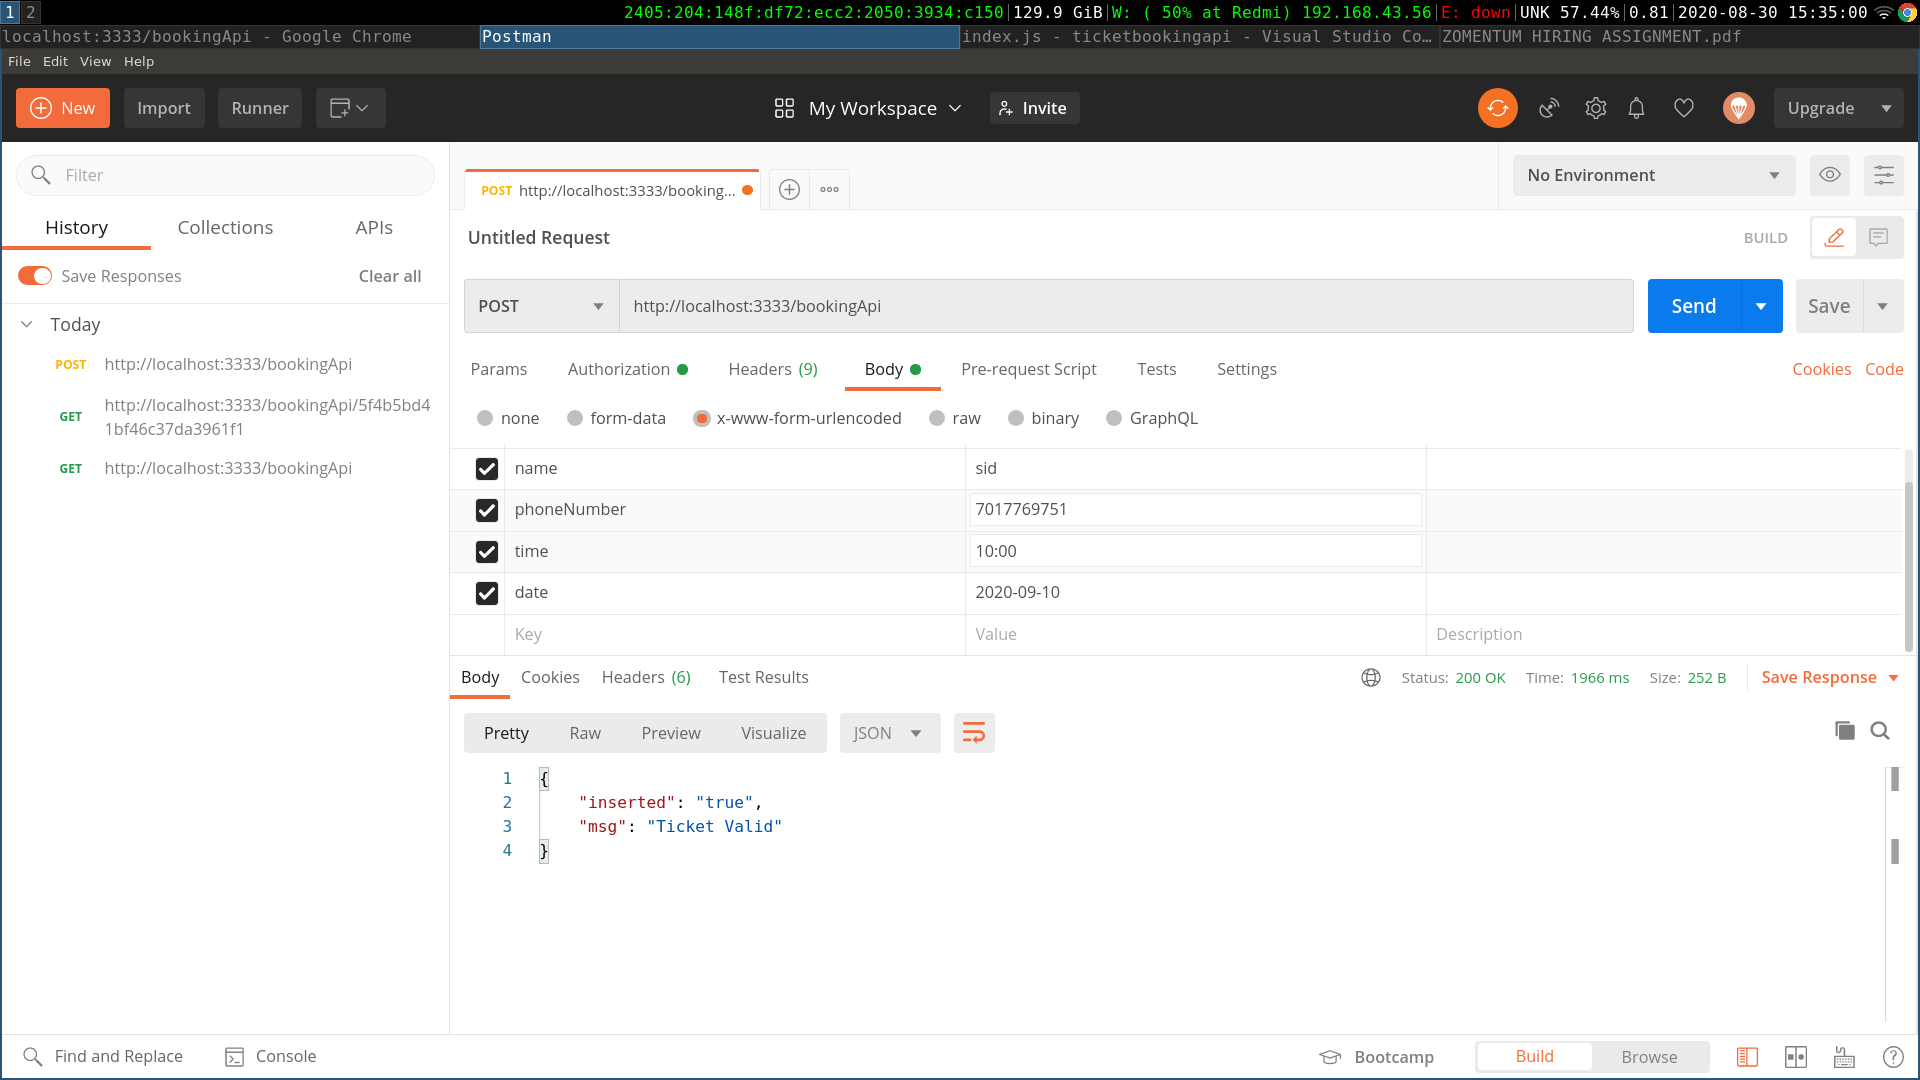 1 2 2405:204:148f:df72:ecc2:2050:3934:c150|129.9 GiB|W: ( 50% at Redmi) 192.168.43.56|E: down|UNK 57.44%|0.81|2020-08-30 15:35:00
localhost:3333/bookingApi - Google Chrome Postman index.js - ticketbookingapi - Visual Studio Co… ZOMENTUM HIRING ASSIGNMENT.pdf
File Edit View Help
New Import Runner My Workspace Invite Upgrade
Filter
POST http://localhost:3333/booking... No Environment
History Collections APIs
Untitled Request BUILD
Save Responses Clear all
POST http://localhost:3333/bookingApi Send Save
Today
POST http://localhost:3333/bookingApi
GET http://localhost:3333/bookingApi/5f4b5bd4
1bf46c37da3961f1
GET http://localhost:3333/bookingApi
Params Authorization Headers (9) Body Pre-request Script Tests Settings Cookies Code
none form-data x-www-form-urlencoded raw binary GraphQL
name sid
phoneNumber 7017769751
time 10:00
date 2020-09-10
Key Value Description
Body Cookies Headers (6) Test Results Status: 200 OK Time: 1966 ms Size: 252 B Save Response
Pretty Raw Preview Visualize JSON
1 {
2 "inserted": "true",
3 "msg": "Ticket Valid"
4 }
Find and Replace Console Bootcamp Build Browse